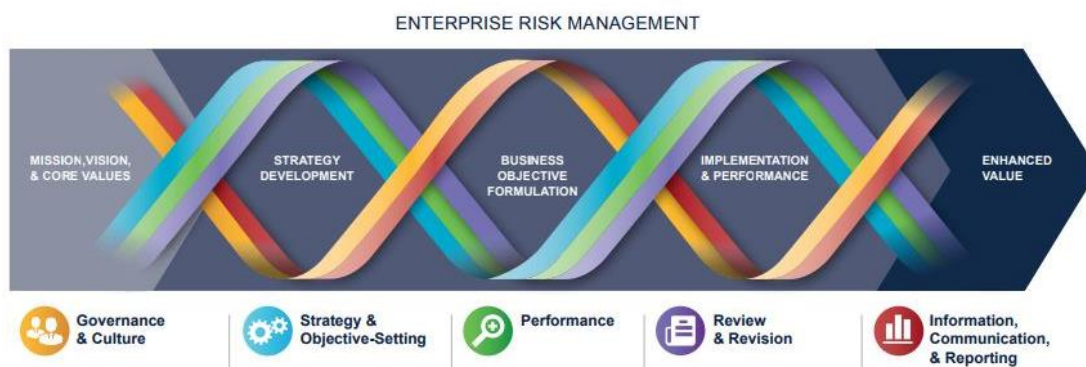 ENTERPRISE RISK MANAGEMENT
MISSION, VISION,
& CORE VALUES
STRATEGY
DEVELOPMENT
BUSINESS
OBJECTIVE
FORMULATION
IMPLEMENTATION
& PERFORMANCE
ENHANCED
VALUE
Governance
& Culture
Strategy &
Objective-Setting
Performance
Review
& Revision
Information,
Communication,
& Reporting